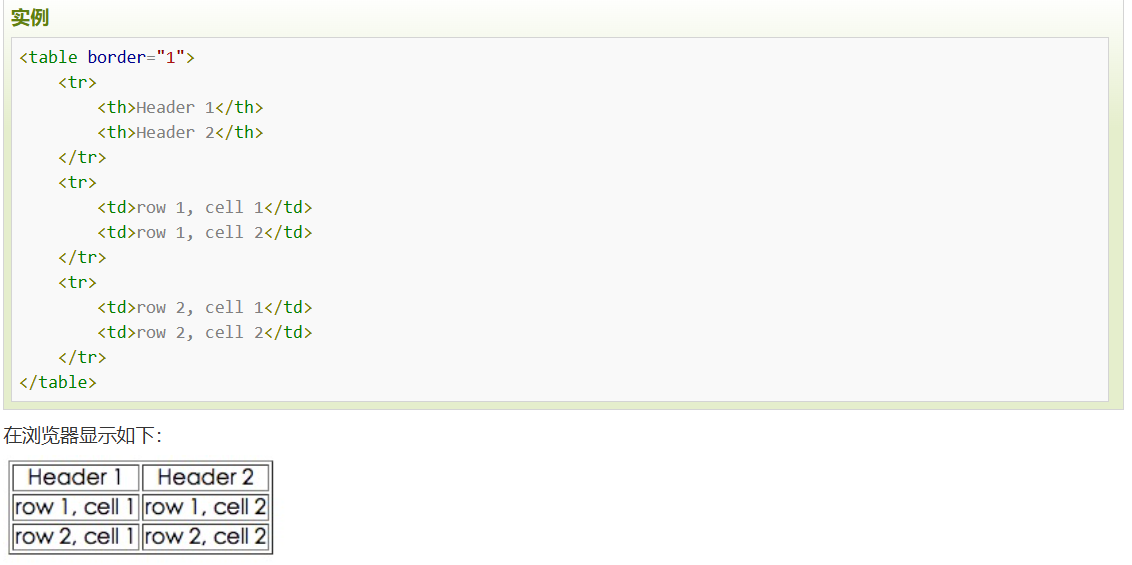 实例
<table border="1">
    <tr>
        <th>Header 1</th>
        <th>Header 2</th>
    </tr>
    <tr>
        <td>row 1, cell 1</td>
        <td>row 1, cell 2</td>
    </tr>
    <tr>
        <td>row 2, cell 1</td>
        <td>row 2, cell 2</td>
    </tr>
</table>
在浏览器显示如下:
Header 1 Header 2
row 1, cell 1 row 1, cell 2
row 2, cell 1 row 2, cell 2